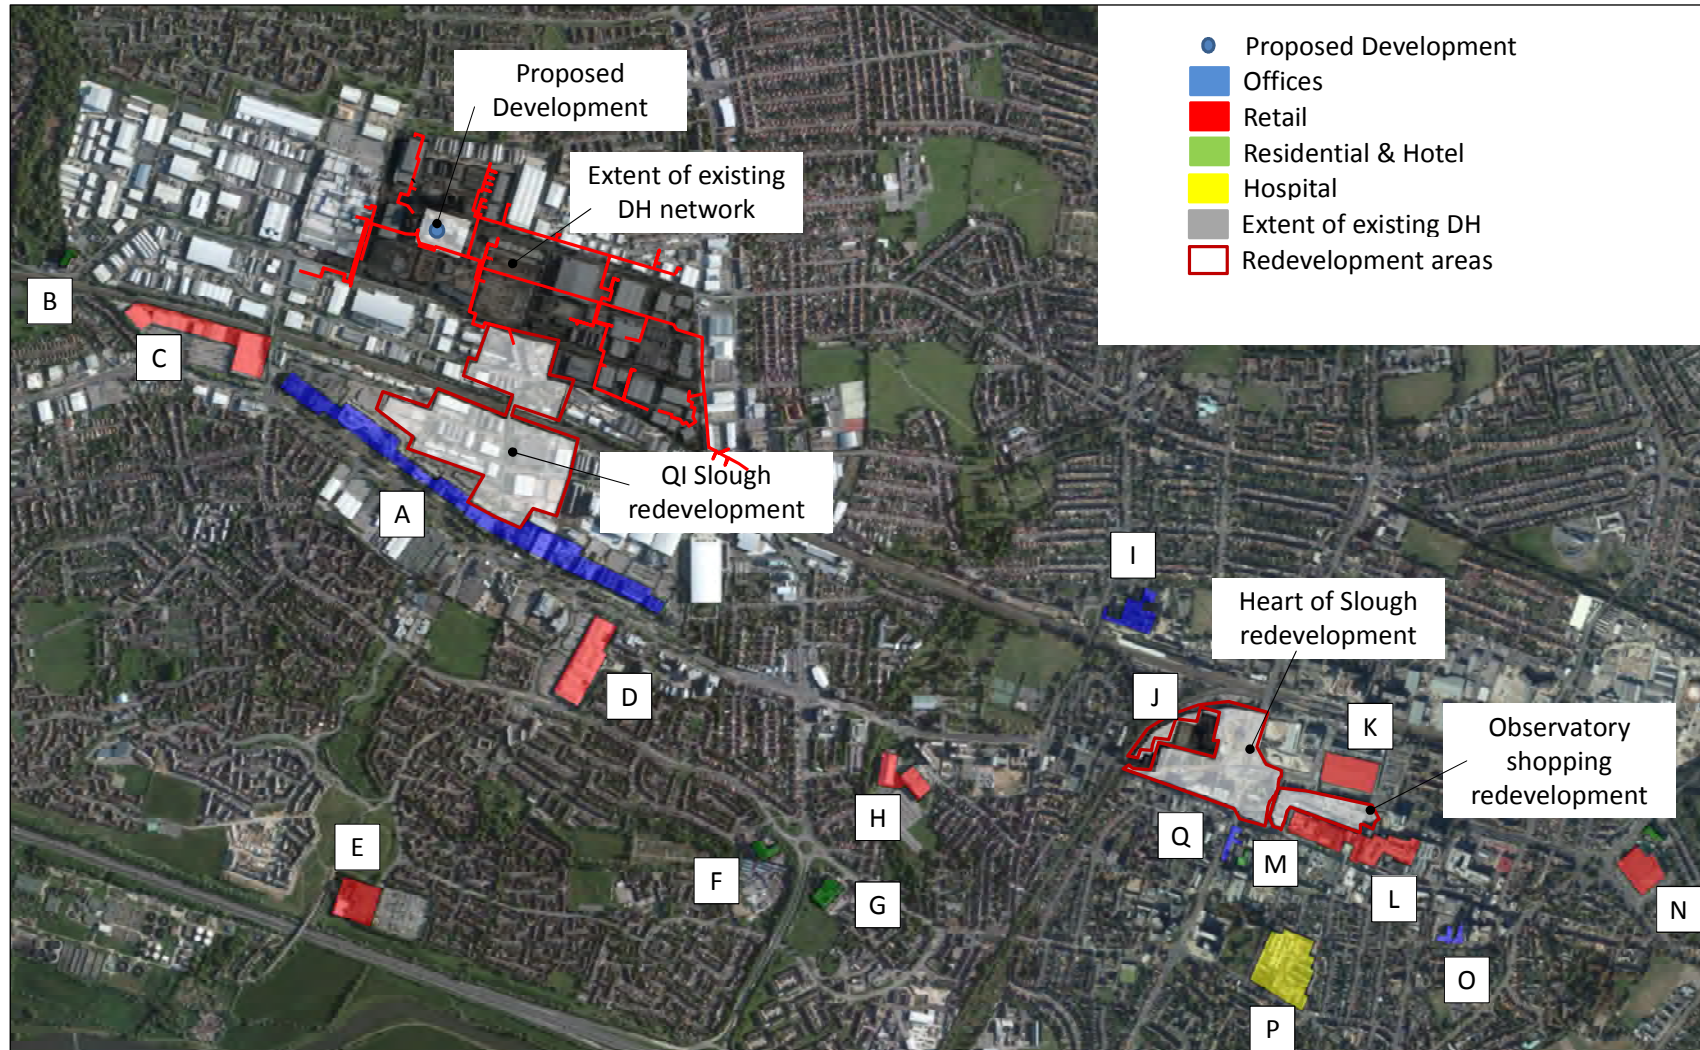 Proposed Development
Offices
Retail
Residential & Hotel
Hospital
Extent of existing DH
Redevelopment areas
Proposed
Development
Extent of existing
DH network
B
C
A
QI Slough
redevelopment
D
E
F
G
H
I
Heart of Slough
redevelopment
J
K
Observatory
shopping
redevelopment
Q
M
L
N
O
P